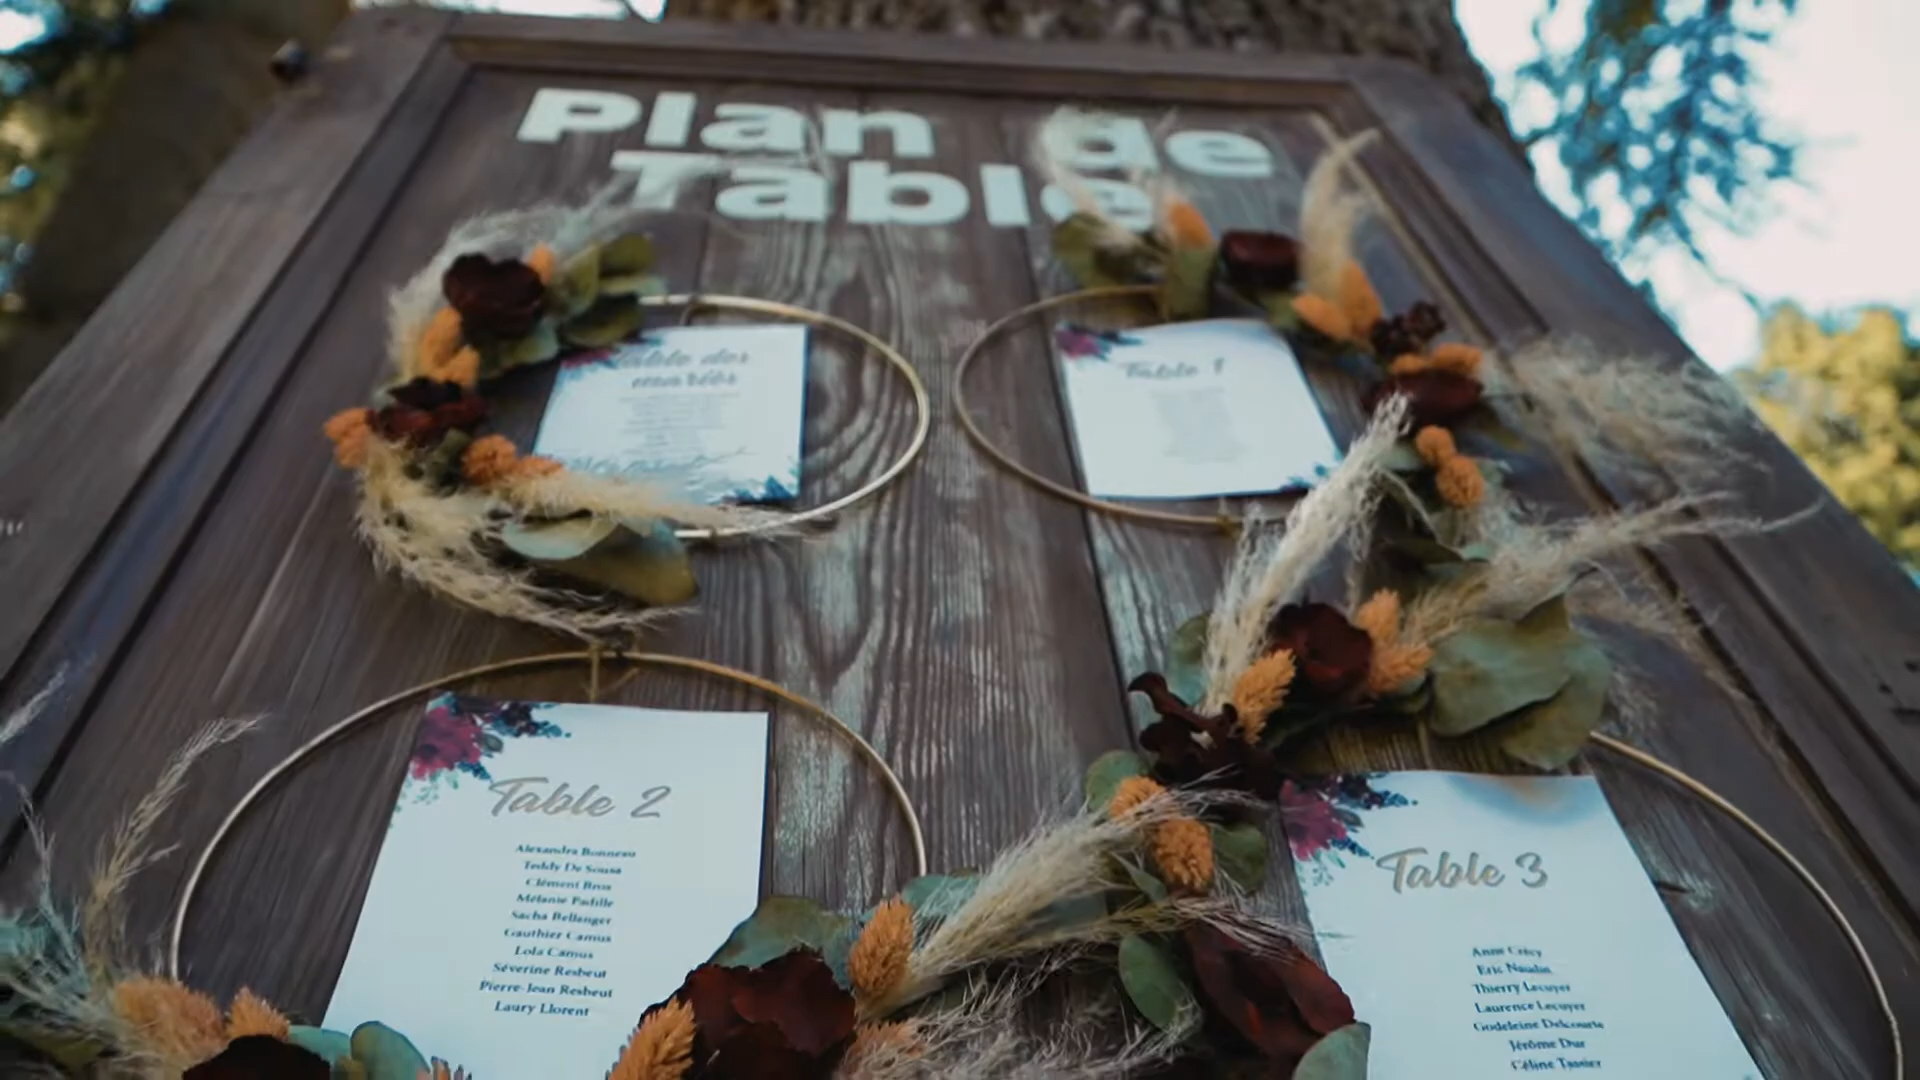 Plan de
Table
Table des
mariés
Table 1
Table 2
Alexandra Bonneau
Teddy De Sousa
Clément Bros
Mélanie Padille
Sacha Bellanger
Gauthier Camus
Lola Camus
Séverine Resbeut
Pierre-Jean Resbeut
Laury Llorent
Table 3
Anne Crécy
Eric Naudin
Thierry Lecuyer
Laurence Lecuyer
Godeleine Delcourte
Jérôme Dur
Céline Tassier